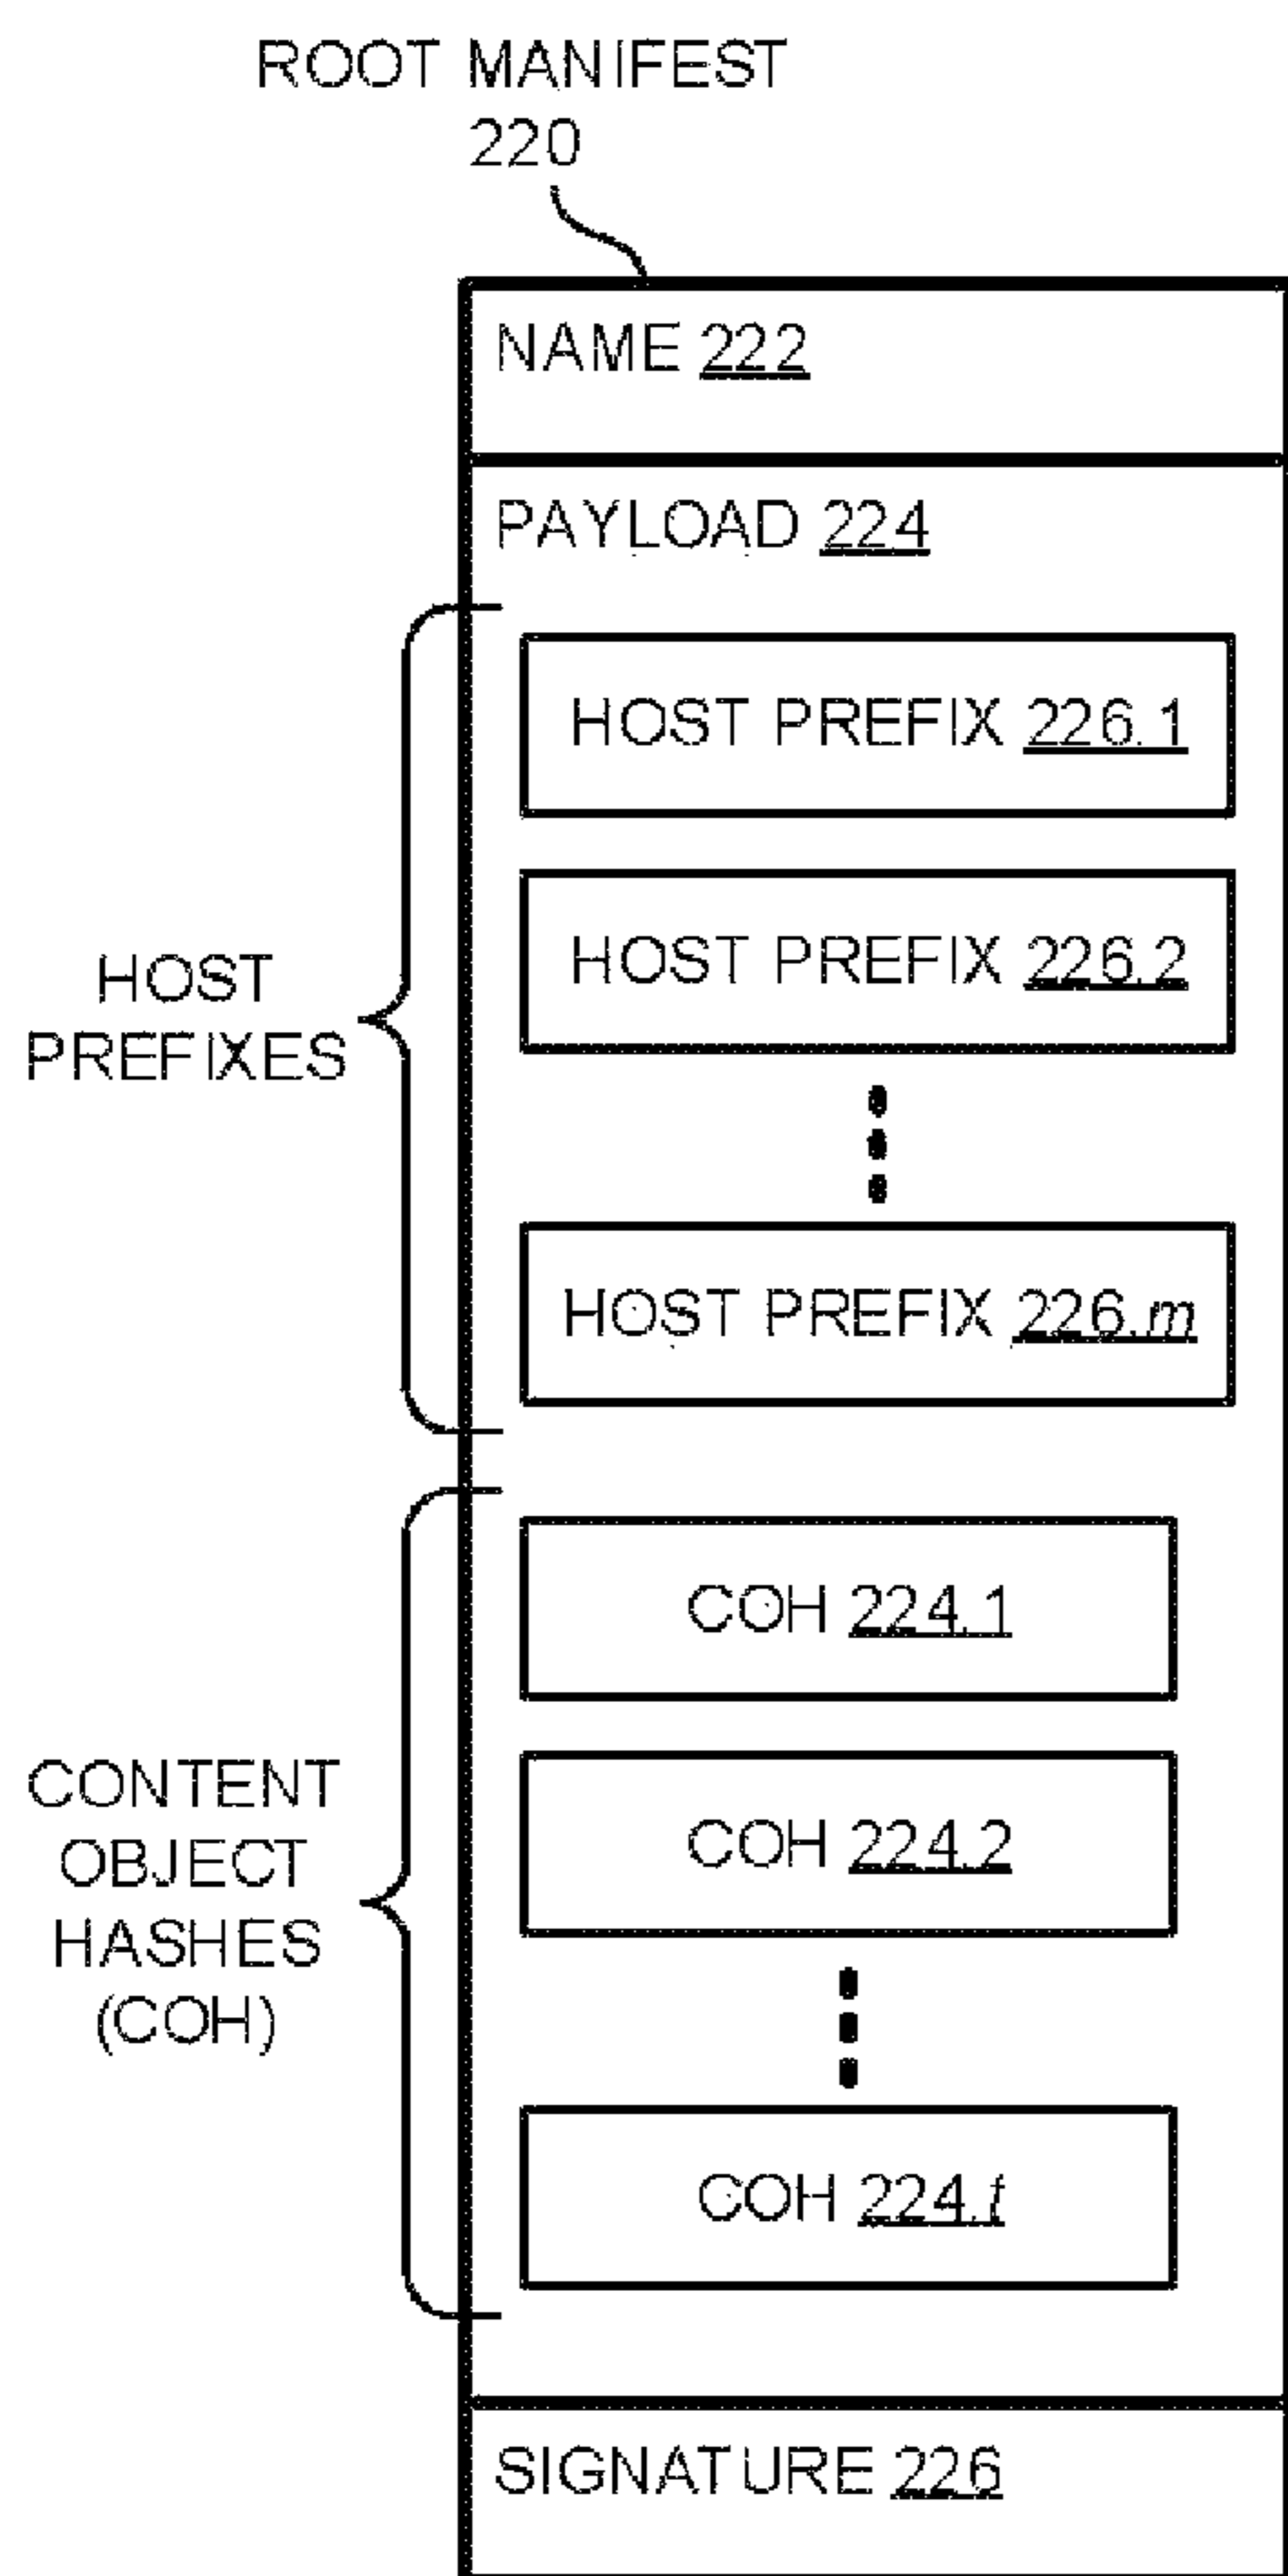 ROOT MANIFEST
220
NAME 222
PAYLOAD 224
HOST PREFIX 226.1
HOST PREFIX 226.2
HOST
PREFIXES
HOST PREFIX 226.m
COH 224.1
COH 224.2
CONTENT
OBJECT
HASHES
(COH)
COH 224.t
SIGNATURE 226